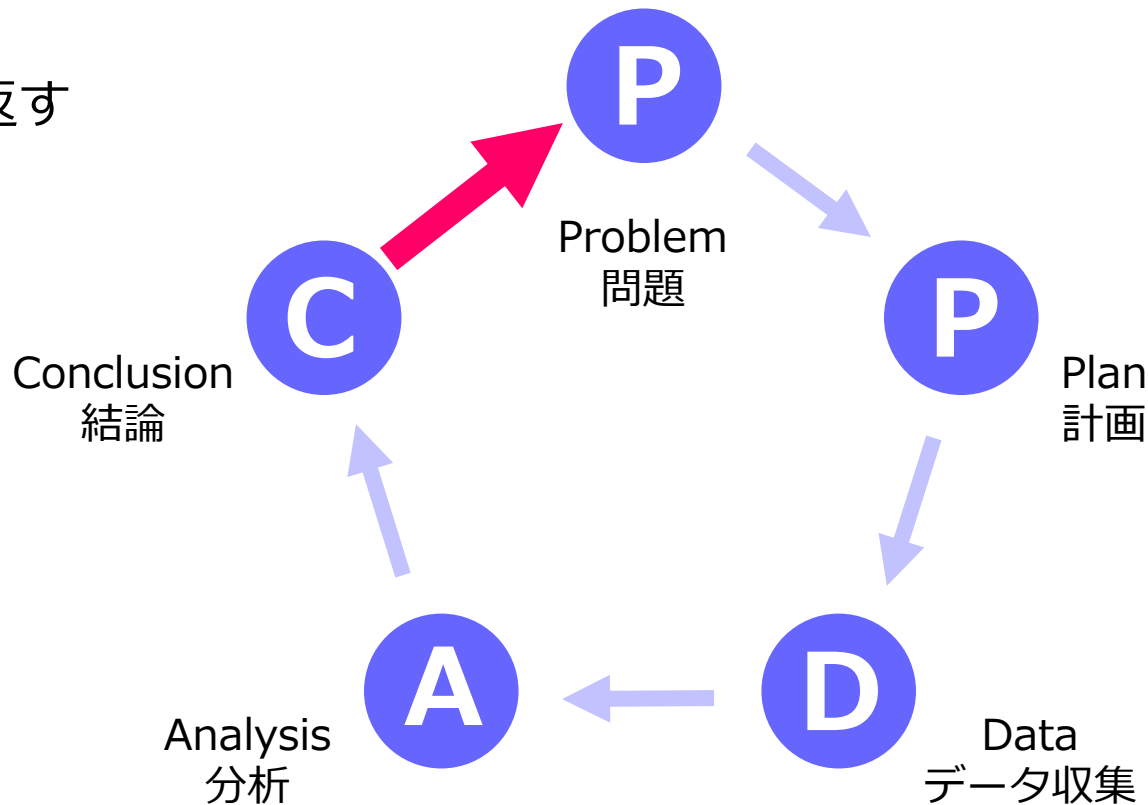 返す
P
Problem
問題
P
Plan
計画
D
Data
データ収集
A
Analysis
分析
C
Conclusion
結論